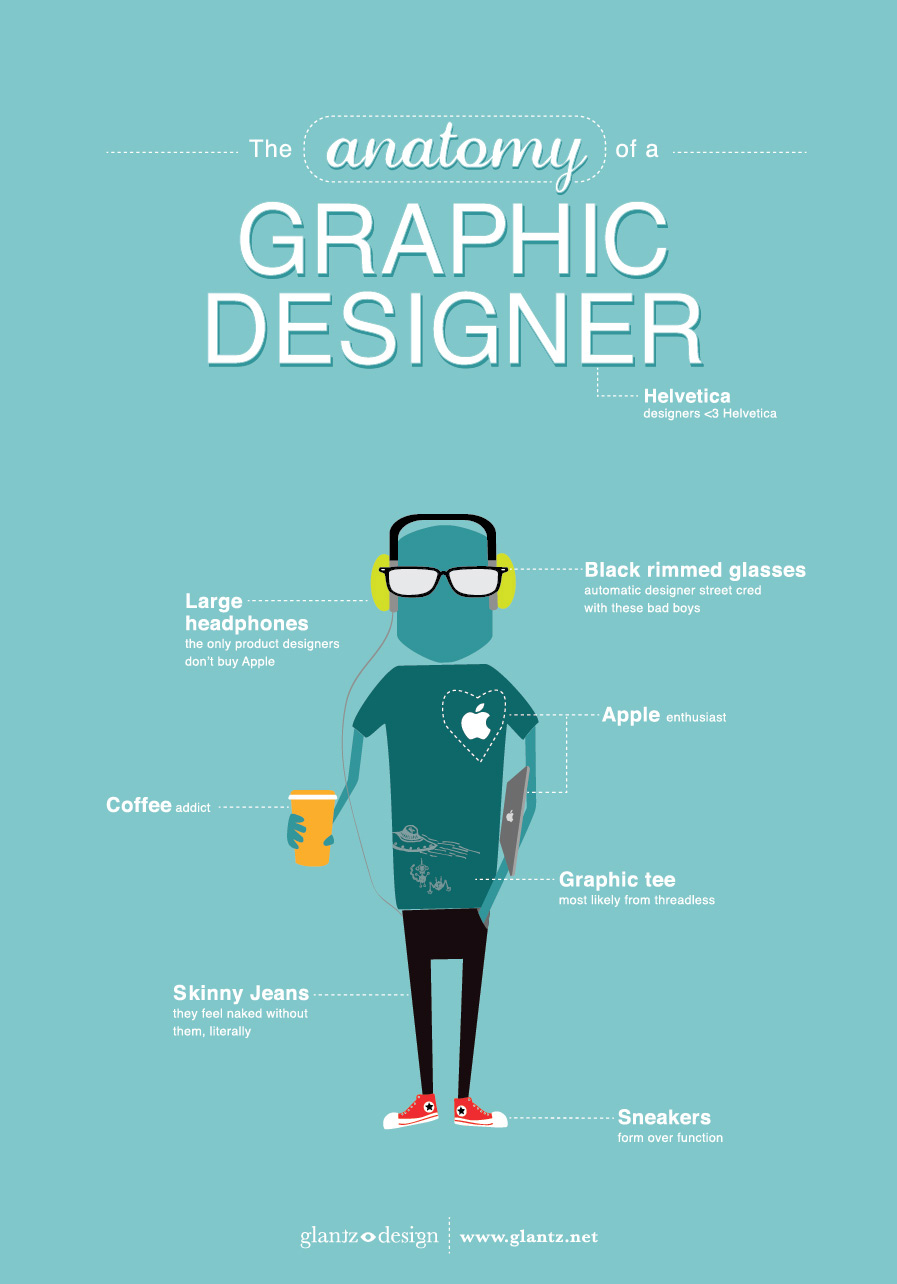 The anatomy of a
GRAPHIC
DESIGNER
Helvetica
designers <3 Helvetica
Black rimmed glasses
automatic designer street cred
with these bad boys
Large
headphones
the only product designers
don't buy Apple
Apple enthusiast
Coffee addict
Graphic tee
most likely from threadless
Skinny Jeans
they feel naked without
them, literally
Sneakers
form over function
glantz design www.glantz.net